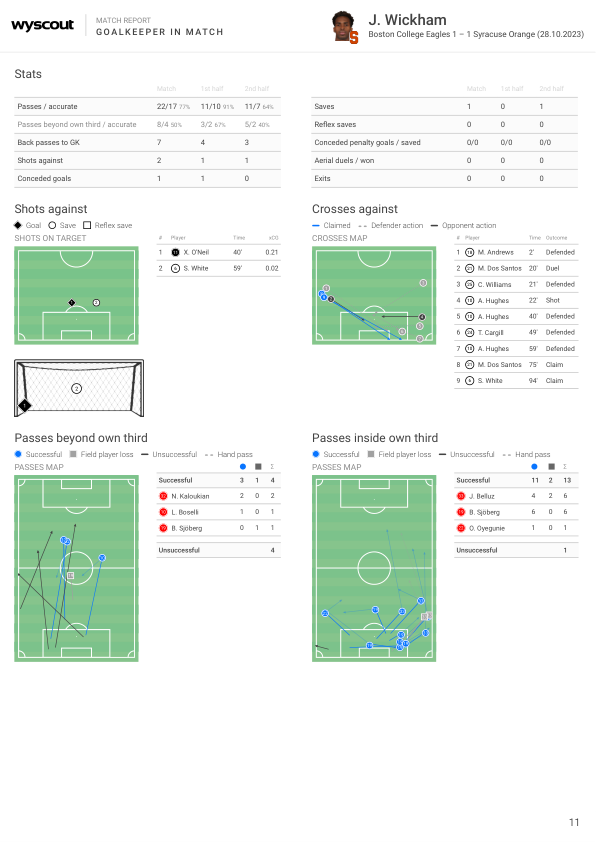 wyscout
MATCH REPORT
GOALKEEPER IN MATCH
J. Wickham
Boston College Eagles 1 – 1 Syracuse Orange (28.10.2023)
S
Stats
Match 1st half 2nd half
Passes / accurate 22/17 77% 11/10 91% 11/7 64%
Passes beyond own third / accurate 8/4 50% 3/2 67% 5/2 40%
Back passes to GK 7 4 3
Shots against 2 1 1
Conceded goals 1 1 0
Match 1st half 2nd half
Saves 1 0 1
Reflex saves 0 0 0
Conceded penalty goals / saved 0/0 0/0 0/0
Aerial duels / won 0 0 0
Exits 0 0 0
Shots against
Goal Save Reflex save
SHOTS ON TARGET
# Player Time xCG
1 11 X. O'Neil 40' 0.21
2 6 S. White 59' 0.02
2
Crosses against
Claimed Defender action Opponent action
CROSSES MAP
# Player Time Outcome
1 M. Andrews 2' Defended
2 21 M. Dos Santos 20' Duel
3 C. Williams 21' Defended
4 10 A. Hughes 22' Shot
5 10 A. Hughes 40' Defended
6 T. Cargill 49' Defended
7 10 A. Hughes 59' Defended
8 21 M. Dos Santos 75' Claim
9 6 S. White 94' Claim
Passes beyond own third
Successful Field player loss Unsuccessful Hand pass
PASSES MAP
Σ
Successful 3 1 4
N. Kaloukian 2 0 2
L. Boselli 1 0 1
B. Sjöberg 0 1 1
Unsuccessful 4
Passes inside own third
Successful Field player loss Unsuccessful Hand pass
PASSES MAP
Σ
Successful 11 2 13
J. Belluz 4 2 6
B. Sjöberg 6 0 6
O. Oyegunie 1 0 1
Unsuccessful 1
11